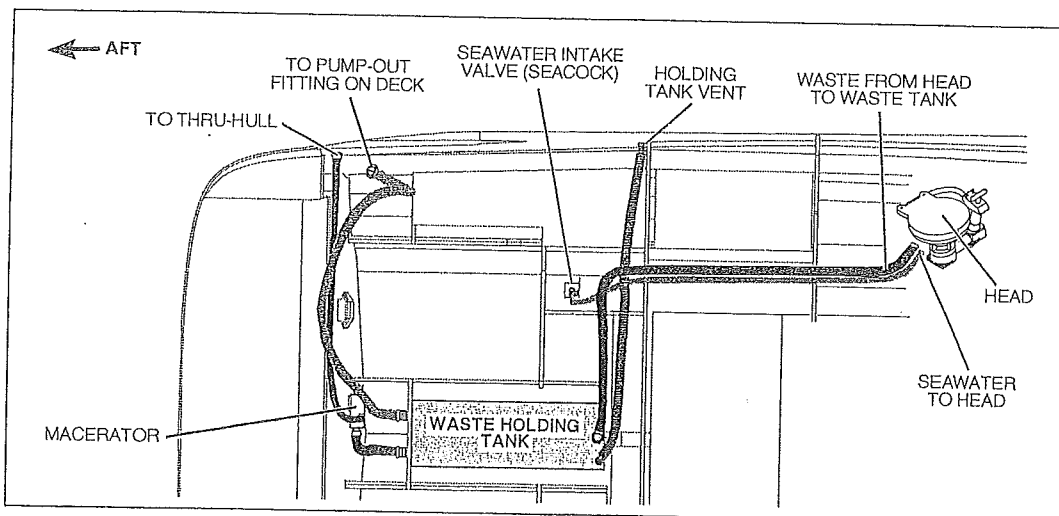 AFT
TO PUMP-OUT
FITTING ON DECK
SEAWATER INTAKE
VALVE (SEACOCK)
HOLDING
TANK VENT
WASTE FROM HEAD
TO WASTE TANK
TO THRU-HULL
HEAD
SEAWATER
TO HEAD
MACERATOR
WASTE HOLDING
TANK